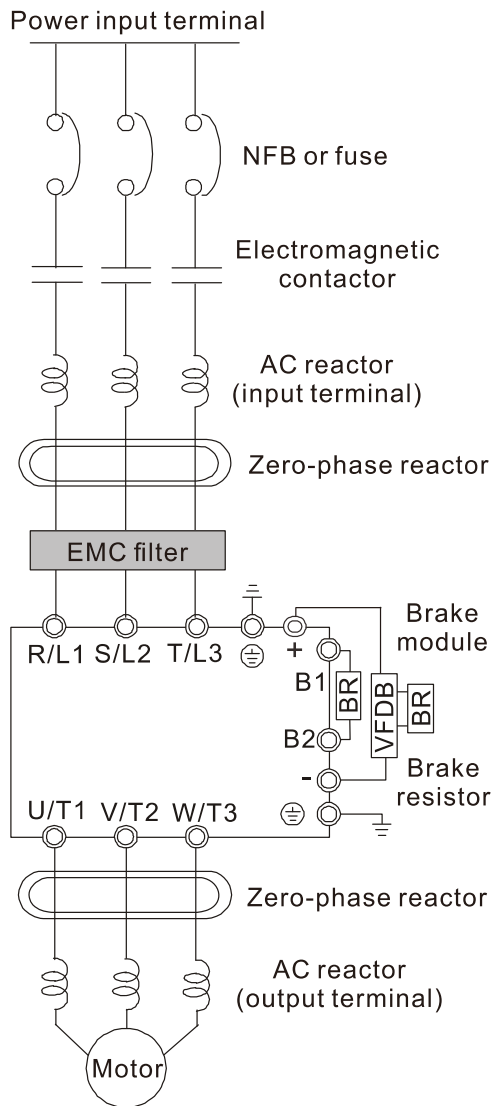 Power input terminal
NFB or fuse
Electromagnetic
contactor
AC reactor
(input terminal)
Zero-phase reactor
EMC filter
R/L1 S/L2 T/L3
+
Brake
module
B1
BR
VFDB
BR
B2
-
Brake
resistor
U/T1 V/T2 W/T3
Zero-phase reactor
AC reactor
(output terminal)
Motor